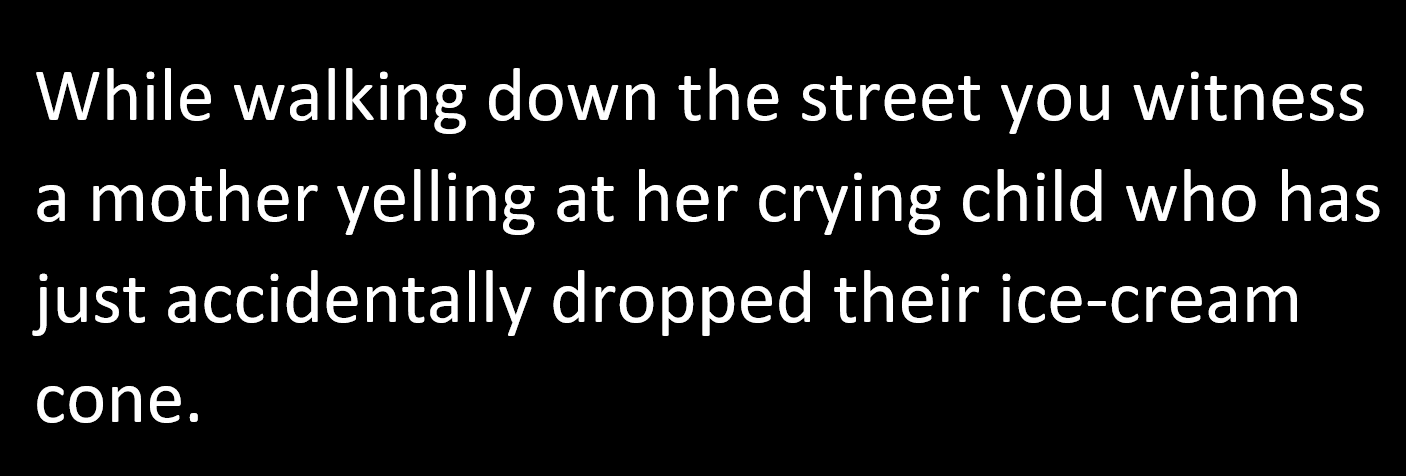 While walking down the street you witness
a mother yelling at her crying child who has
just accidentally dropped their ice-cream
cone.